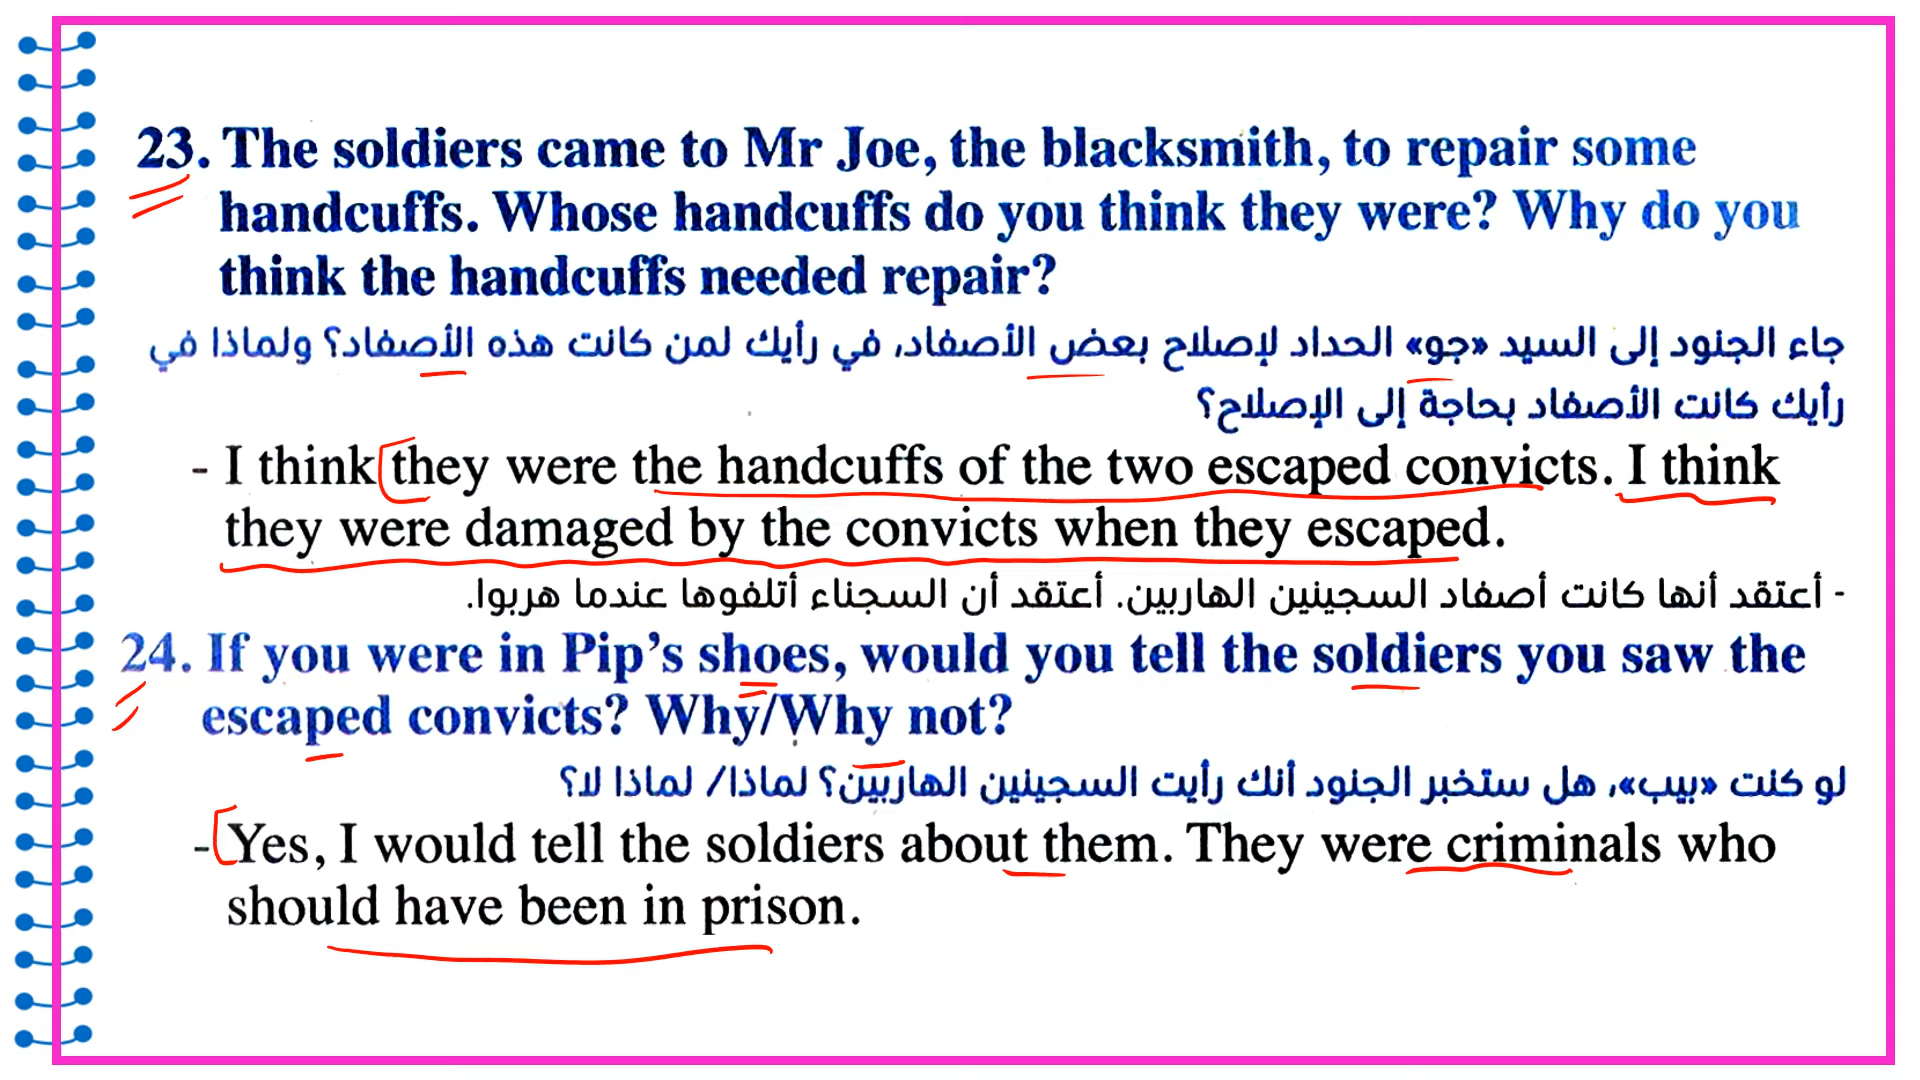 23. The soldiers came to Mr Joe, the blacksmith, to repair some
handcuffs. Whose handcuffs do you think they were? Why do you
think the handcuffs needed repair?
جاء الجنود إلى السيد «جو» الحداد لإصلاح بعض الأصفاد، في رأيك لمن كانت هذه الأصفاد؟ ولماذا في
رأيك كانت الأصفاد بحاجة إلى الإصلاح؟
- I think they were the handcuffs of the two escaped convicts. I think
they were damaged by the convicts when they escaped.
- أعتقد أنها كانت أصفاد السجينين الهاربين. أعتقد أن السجناء أتلفوها عندما هربوا.
24. If you were in Pip's shoes, would you tell the soldiers you saw the
escaped convicts? Why/Why not?
لو كنت «بيب»، هل ستخبر الجنود أنك رأيت السجينين الهاربين؟ لماذا/ لماذا لا؟
- Yes, I would tell the soldiers about them. They were criminals who
should have been in prison.